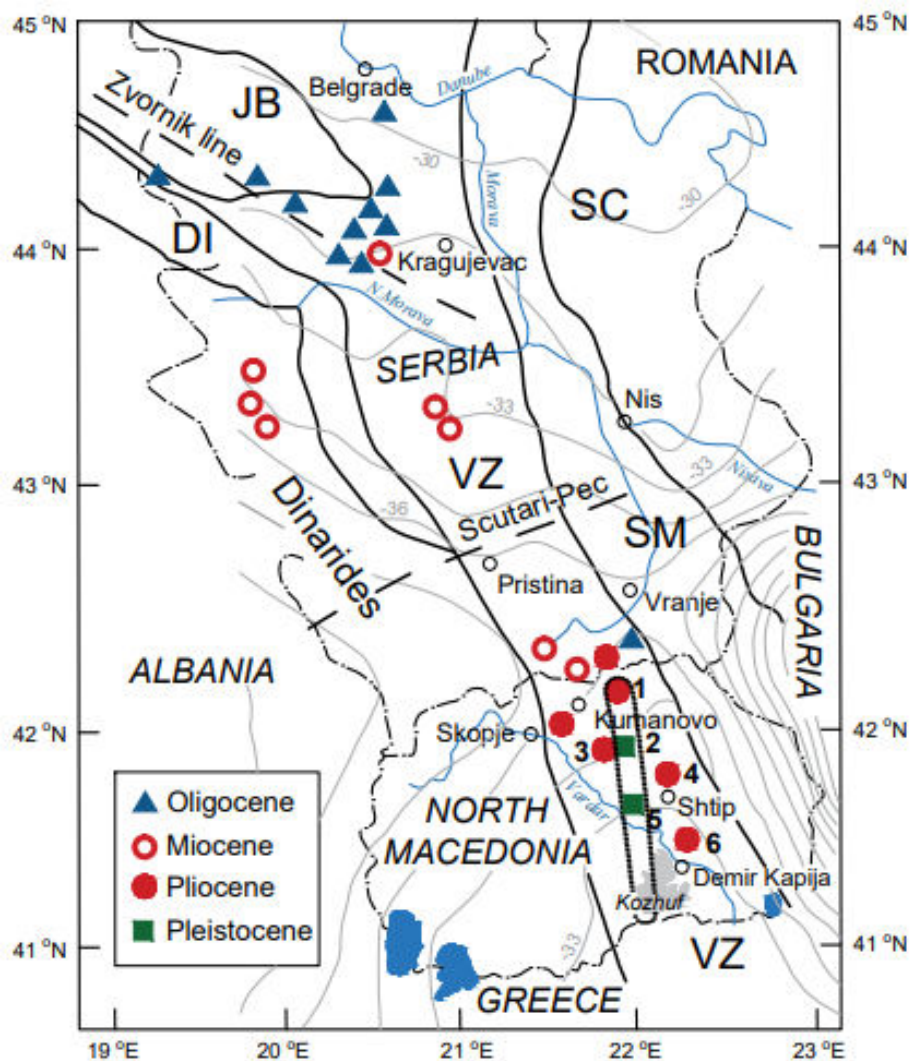 45 °N
45 °N
ROMANIA
Belgrade
Danube
JB
Zvornik line
-30
-30
Morava
SC
DI
44 °N
44 °N
Kragujevac
N.Morava
SERBIA
Nis
-33
VZ
-33
Nisava
43 °N
43 °N
Scutari-Pec
-36
Dinarides
SM
BULGARIA
Pristina
Vranje
ALBANIA
1
42 °N
42 °N
Kumanovo
Skopje
3
2
4
Oligocene
Miocene
Pliocene
Pleistocene
Vardar
Shtip
5
NORTH
MACEDONIA
6
Demir Kapija
Kozhuf
41 °N
41 °N
-33
VZ
GREECE
19 °E
20 °E
21 °E
22 °E
23 °E